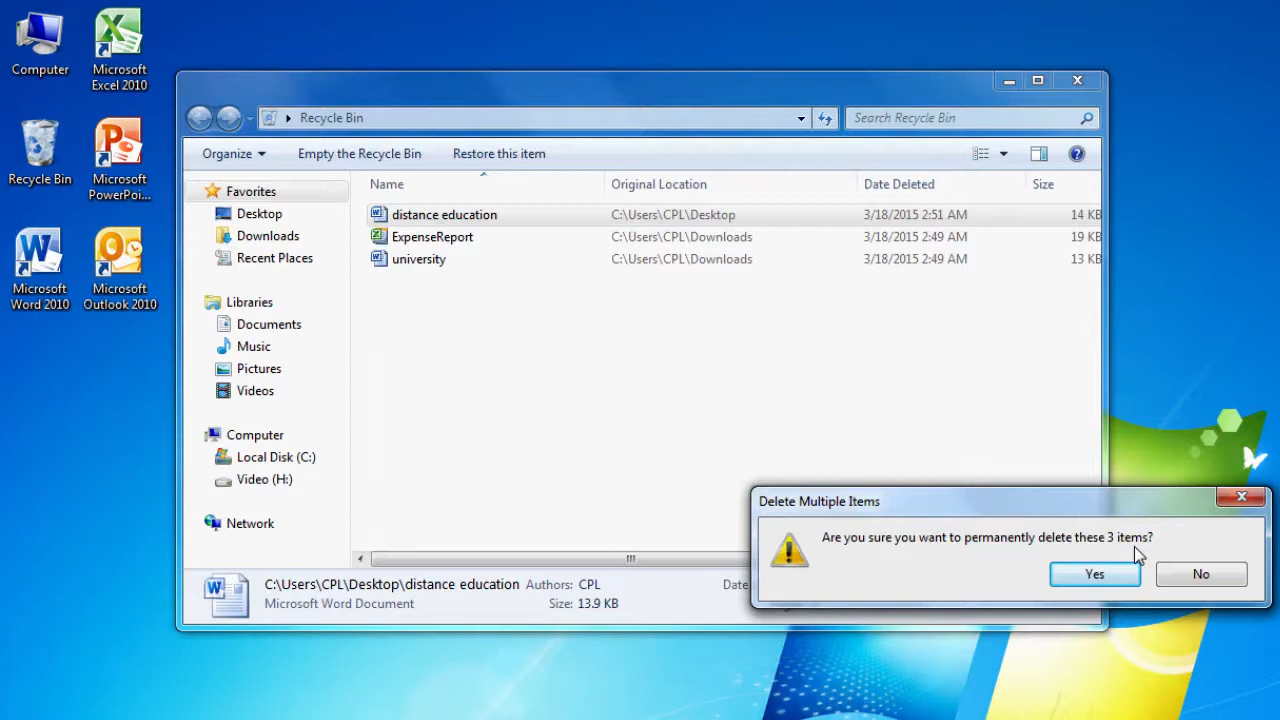 Computer
Microsoft
Excel 2010
Recycle Bin
Microsoft
PowerPoi...
Microsoft
Word 2010
Microsoft
Outlook 2010
Recycle Bin
Search Recycle Bin
Organize
Empty the Recycle Bin
Restore this item
Favorites
Desktop
Downloads
Recent Places
Libraries
Documents
Music
Pictures
Videos
Computer
Local Disk (C:)
Video (H:)
Network
Name Original Location Date Deleted Size
distance education C:\Users\CPL\Desktop 3/18/2015 2:51 AM 14 KB
ExpenseReport C:\Users\CPL\Downloads 3/18/2015 2:49 AM 19 KB
university C:\Users\CPL\Downloads 3/18/2015 2:49 AM 13 KB
C:\Users\CPL\Desktop\distance education Authors: CPL Date
Microsoft Word Document Size: 13.9 KB
Delete Multiple Items
Are you sure you want to permanently delete these 3 items?
Yes No